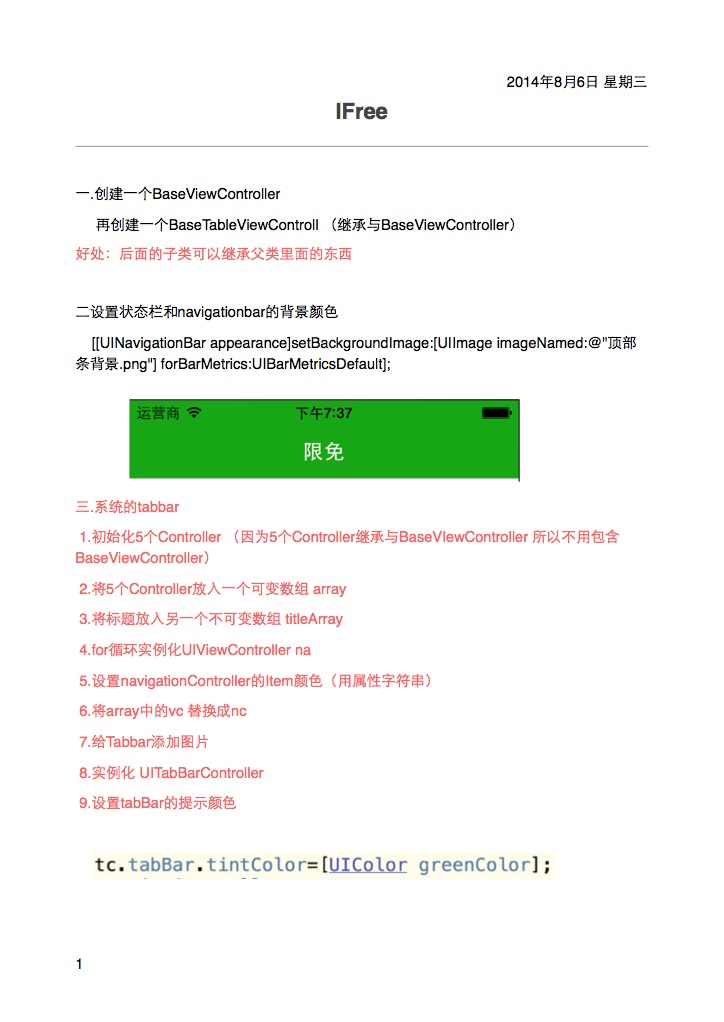 2014年8月6日 星期三
IFree
一.创建一个BaseViewController
再创建一个BaseTableViewControll （继承与BaseViewController）
好处：后面的子类可以继承父类里面的东西
二设置状态栏和navigationbar的背景颜色
[[UINavigationBar appearance]setBackgroundImage:[UIImage imageNamed:@"顶部
条背景.png"] forBarMetrics:UIBarMetricsDefault];
运营商 下午7:37
限免
三.系统的tabbar
1.初始化5个Controller （因为5个Controller继承与BaseVIewController 所以不用包含
BaseViewController）
2.将5个Controller放入一个可变数组 array
3.将标题放入另一个不可变数组 titleArray
4.for循环实例化UIViewController na
5.设置navigationController的Item颜色（用属性字符串）
6.将array中的vc 替换成nc
7.给Tabbar添加图片
8.实例化 UITabBarController
9.设置tabBar的提示颜色
tc.tabBar.tintColor=[UIColor greenColor];
1